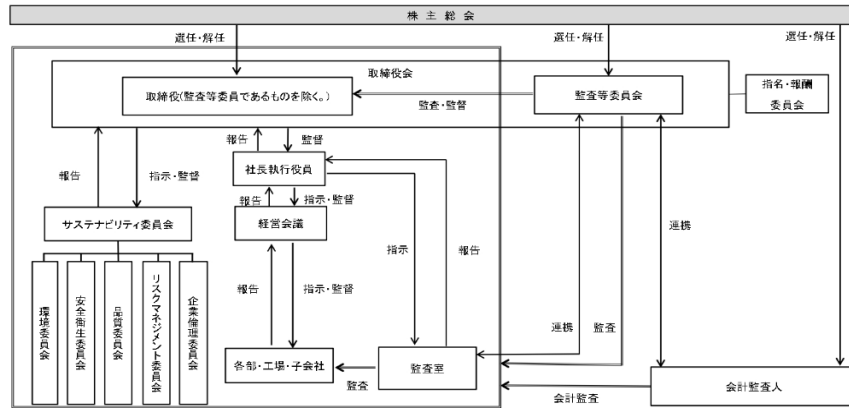 株主総会
選任・解任
選任・解任
選任・解任
取締役会
取締役(監査等委員であるものを除く。)
監査・監督
監査等委員会
指名・報酬
委員会
報告
指示・監督
報告
監督
社長執行役員
報告
指示・監督
サステナビリティ委員会
経営会議
指示
報告
連携
環境委員会
安全衛生委員会
品質委員会
リスクマネジメント委員会
企業倫理委員会
報告
指示・監督
連携
監査
各部・工場・子会社
監査
監査室
会計監査
会計監査人